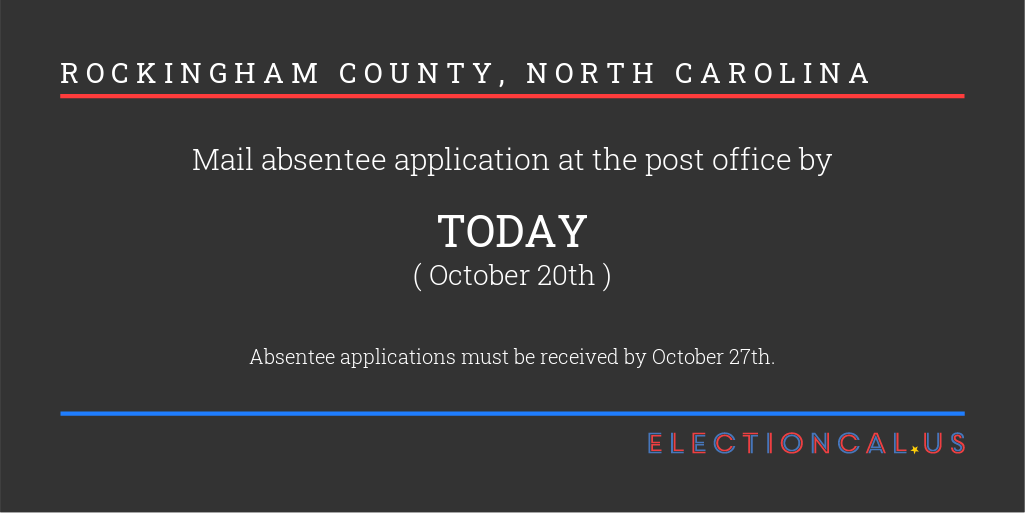 ROCKINGHAM COUNTY, NORTH CAROLINA
Mail absentee application at the post office by
TODAY
( October 20th )
Absentee applications must be received by October 27th.
ELECTIONCAL.US